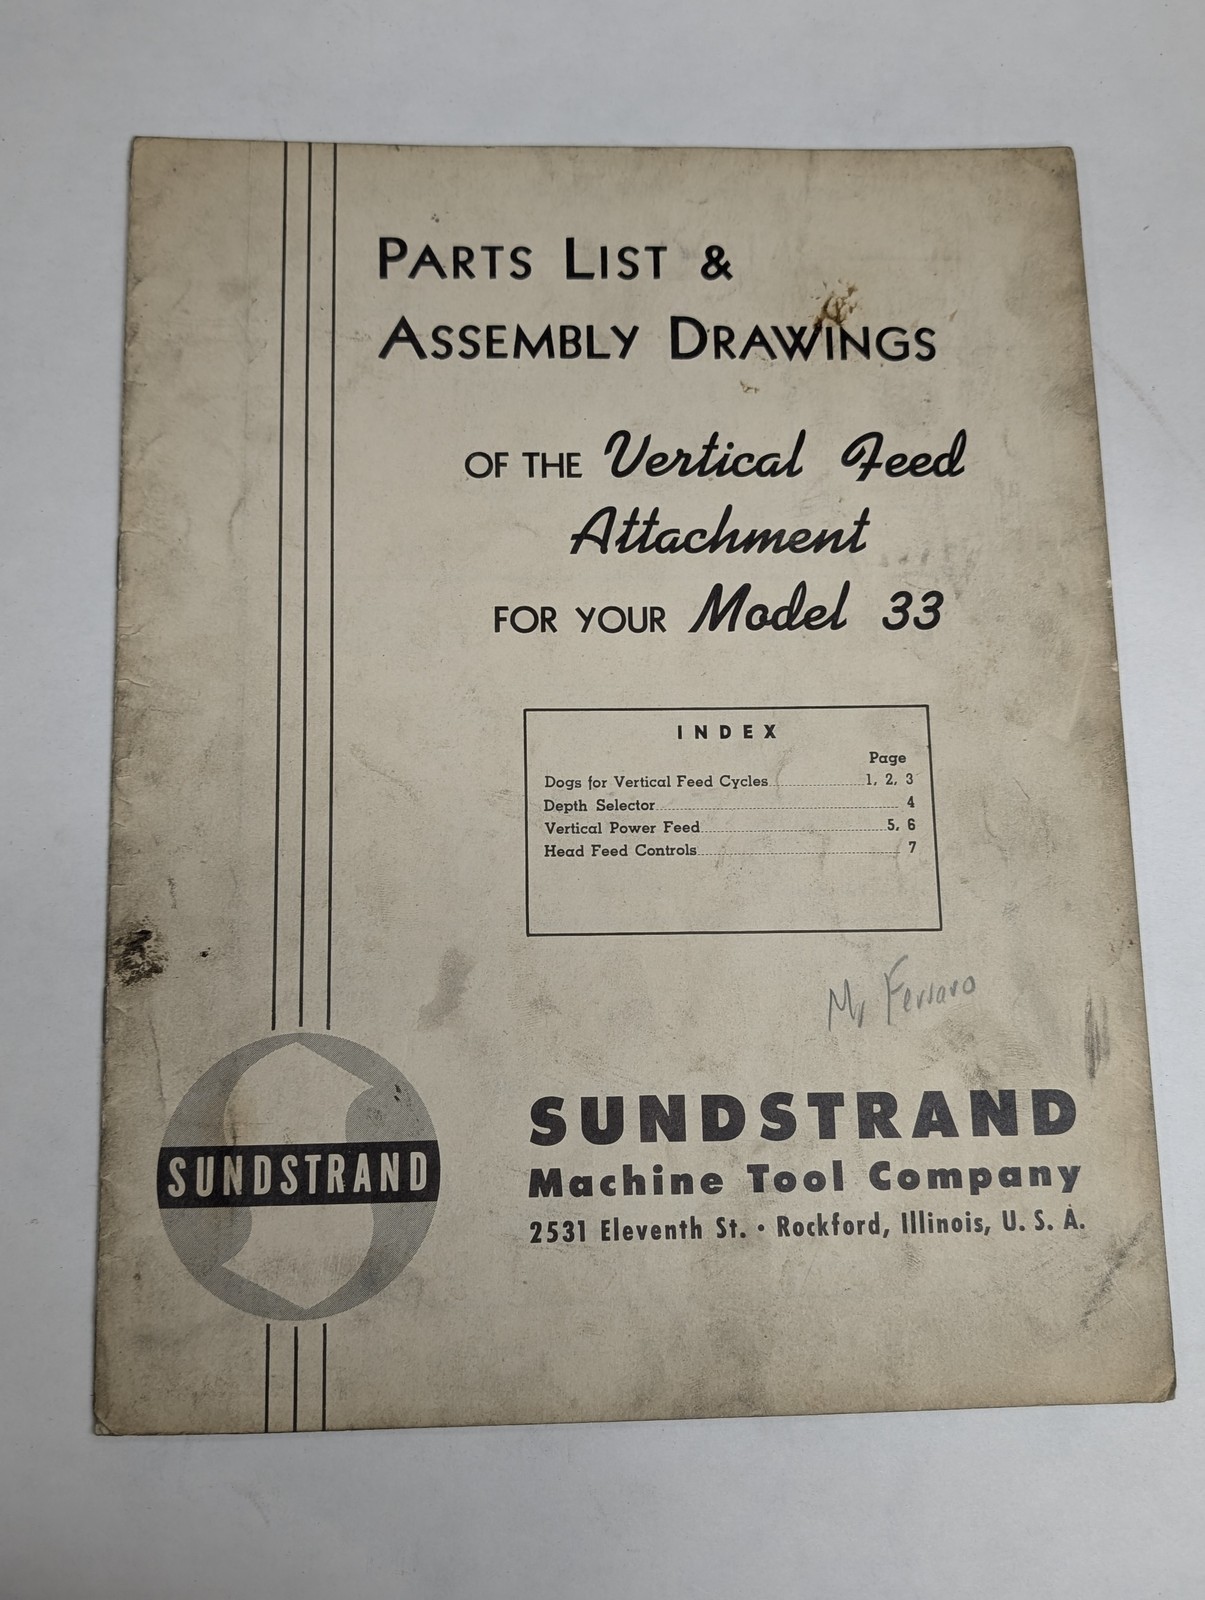 PARTS LIST &
ASSEMBLY DRAWINGS
OF THE Vertical Feed
Attachment
FOR YOUR Model 33
INDEX
Page
Dogs for Vertical Feed Cycles 1, 2, 3
Depth Selector 4
Vertical Power Feed 5, 6
Head Feed Controls 7
Mr Ferraro
SUNDSTRAND
SUNDSTRAND
Machine Tool Company
2531 Eleventh St. • Rockford, Illinois, U. S. A.